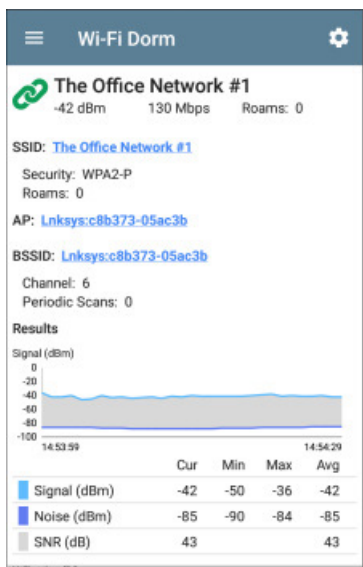 Wi-Fi Dorm
The Office Network #1
-42 dBm 130 Mbps Roams: 0
SSID: The Office Network #1
Security: WPA2-P
Roams: 0
AP: Lnksys:c8b373-05ac3b
BSSID: Lnksys:c8b373-05ac3b
Channel: 6
Periodic Scans: 0
Results
Signal (dBm)
0
-20
-40
-60
-80
-100
14:53:59 14:54:29
Cur Min Max Avg
Signal (dBm) -42 -50 -36 -42
Noise (dBm) -85 -90 -84 -85
SNR (dB) 43 43